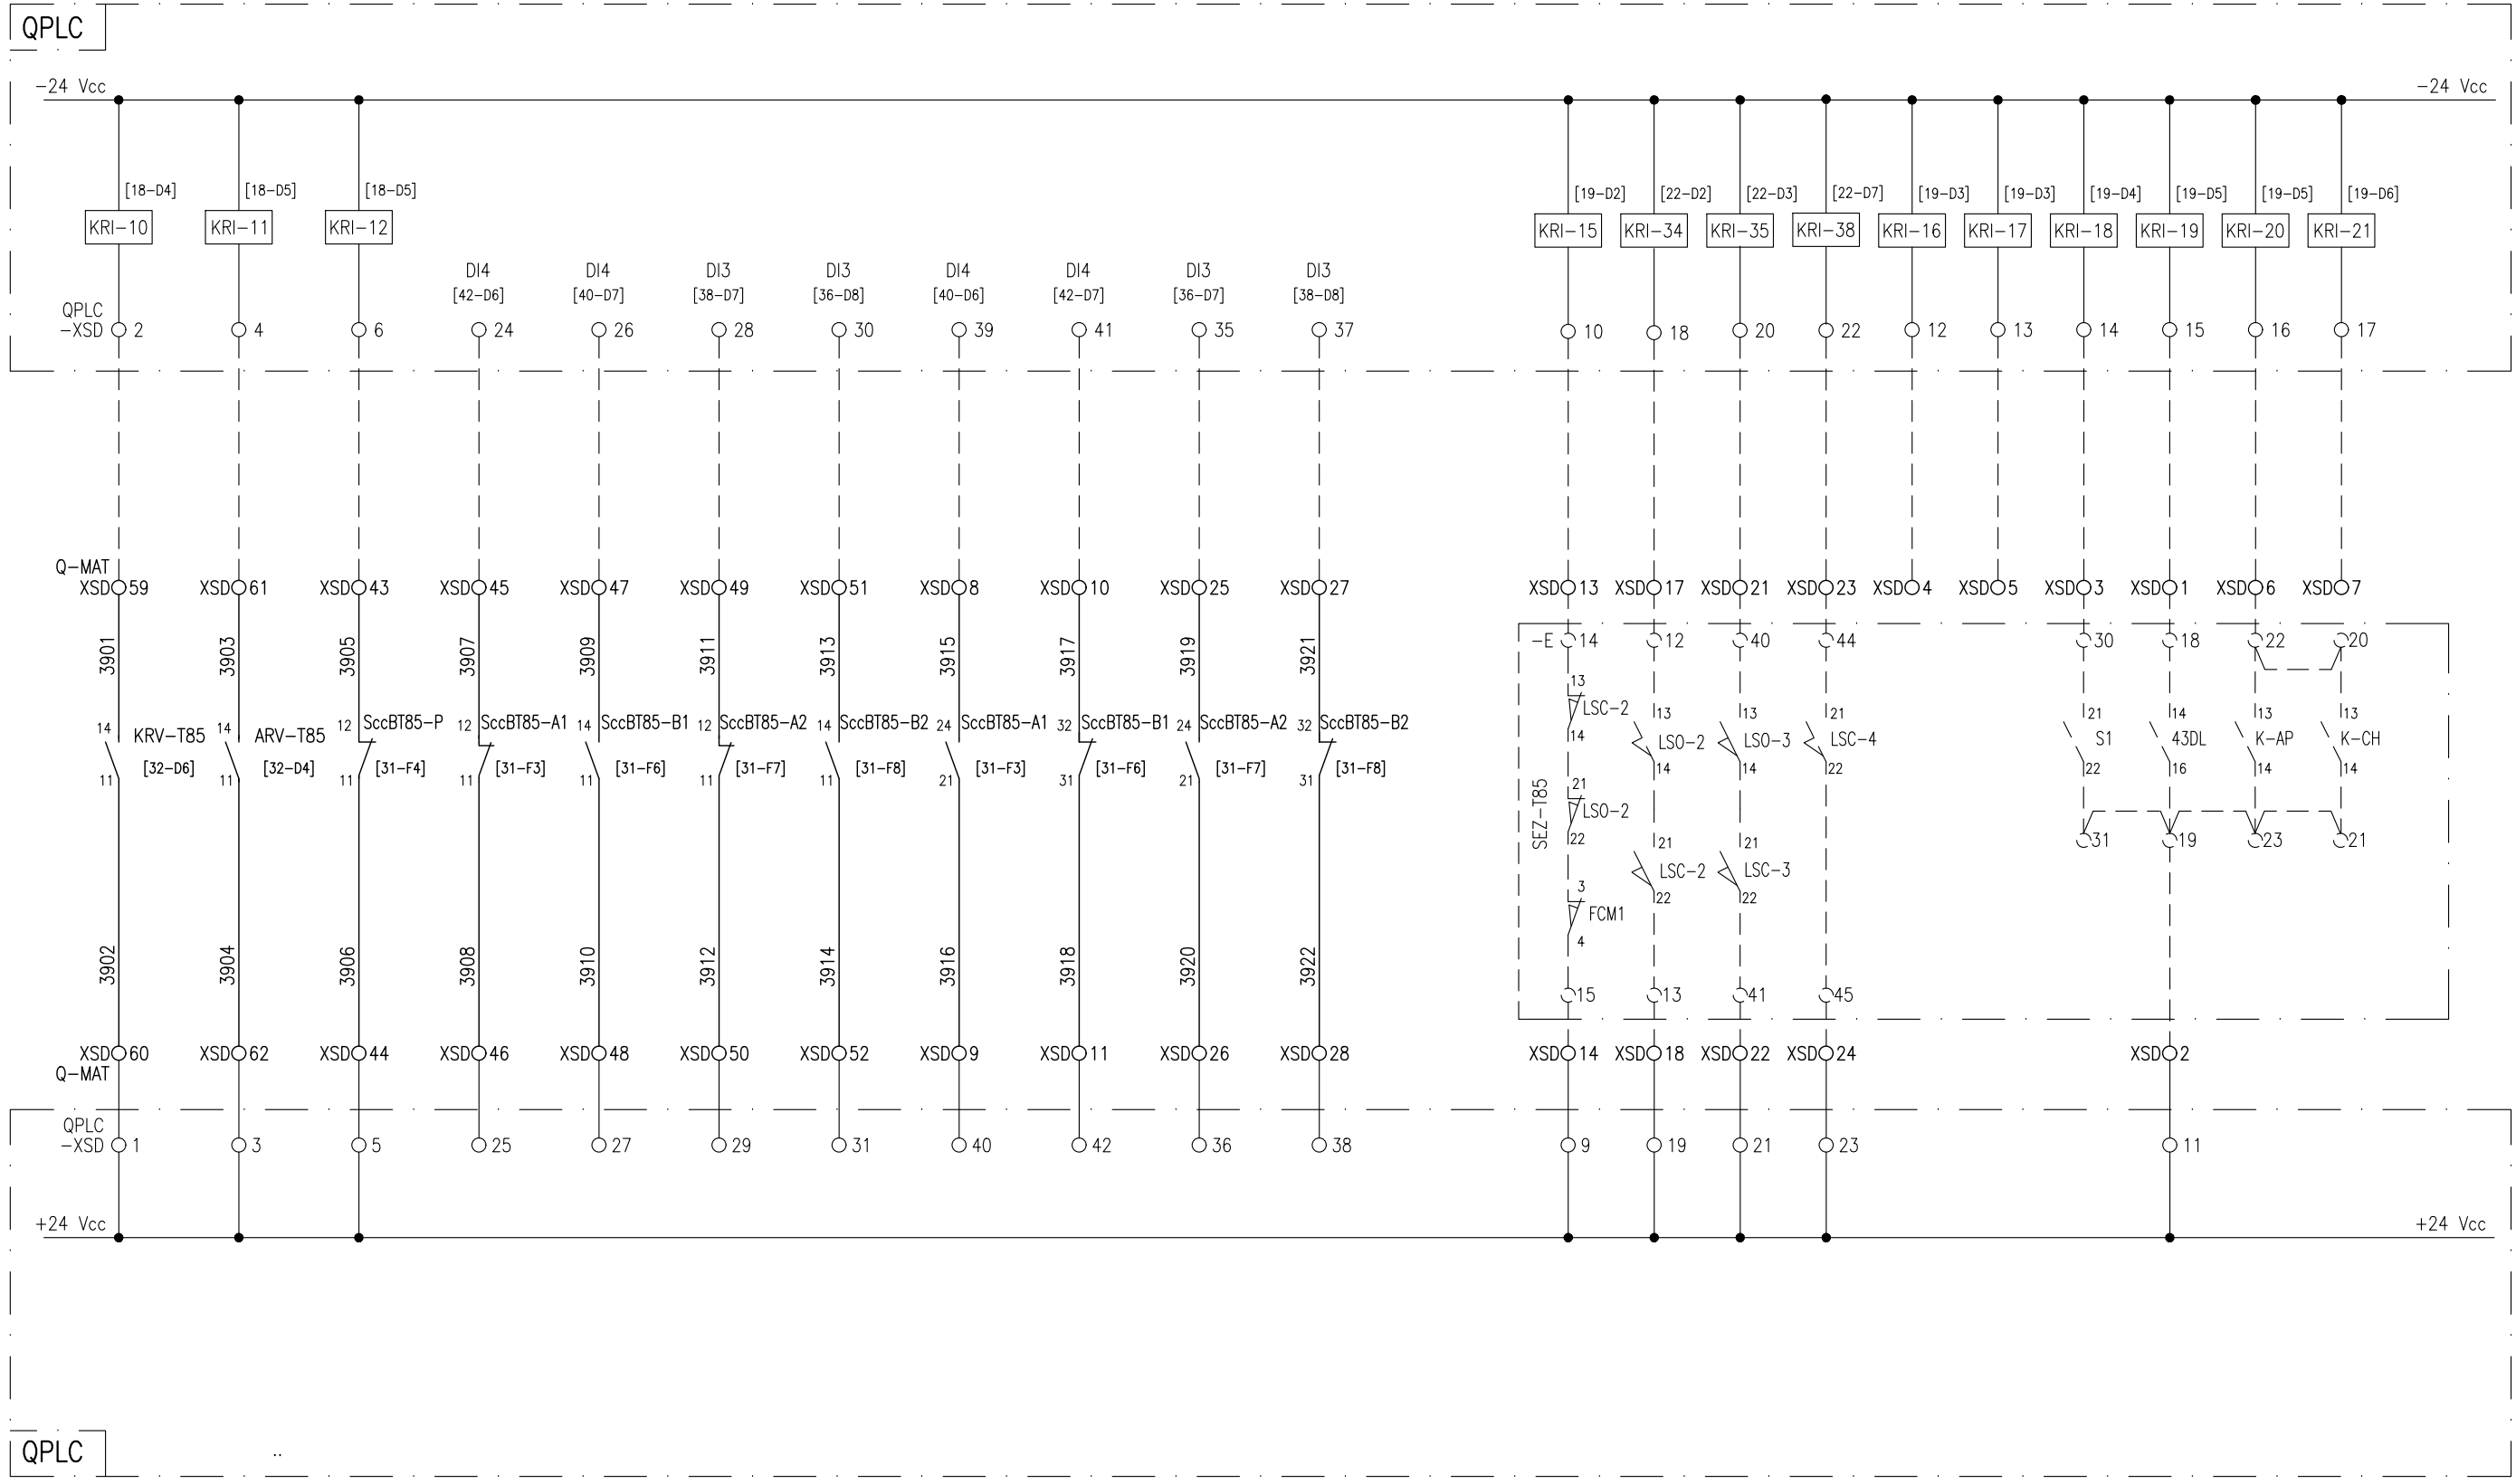 QPLC
-24 Vcc -24 Vcc
[18-D4] [18-D5] [18-D5] [19-D2] [22-D2] [22-D3] [22-D7] [19-D3] [19-D3] [19-D4] [19-D5] [19-D5] [19-D6]
KRI-10 KRI-11 KRI-12 KRI-15 KRI-34 KRI-35 KRI-38 KRI-16 KRI-17 KRI-18 KRI-19 KRI-20 KRI-21
DI4 DI4 DI3 DI3 DI4 DI4 DI3 DI3
[42-D6] [40-D7] [38-D7] [36-D8] [40-D6] [42-D7] [36-D7] [38-D8]
QPLC
-XSD 2 4 6 24 26 28 30 39 41 35 37 10 18 20 22 12 13 14 15 16 17
Q-MAT
XSD 59 XSD 61 XSD 43 XSD 45 XSD 47 XSD 49 XSD 51 XSD 8 XSD 10 XSD 25 XSD 27 XSD 13 XSD 17 XSD 21 XSD 23 XSD 4 XSD 5 XSD 3 XSD 1 XSD 6 XSD 7
3901 3903 3905 3907 3909 3911 3913 3915 3917 3919 3921
-E 14 12 40 44 30 18 22 20
13
LSC-2
14
14 14 12 SccBT85-P 12 SccBT85-A1 14 SccBT85-B1 12 SccBT85-A2 14 SccBT85-B2 24 SccBT85-A1 32 SccBT85-B1 24 SccBT85-A2 32 SccBT85-B2
13 13 21 21 14 13 13
KRV-T85 ARV-T85
LSO-2 LSO-3 LSC-4 S1 43DL K-AP K-CH
[32-D6] [32-D4] [31-F4] [31-F3] [31-F6] [31-F7] [31-F8] [31-F3] [31-F6] [31-F7] [31-F8]
14 14 22 22 16 14 14
11 11 11 11 11 11 11 21 31 21 31
SEZ-T85
21
LSO-2
22
21 21
31 19 23 21
LSC-2 LSC-3
22 22
3
FCM1
4
3902 3904 3906 3908 3910 3912 3914 3916 3918 3920 3922
15 13 41 45
XSD 60 XSD 62 XSD 44 XSD 46 XSD 48 XSD 50 XSD 52 XSD 9 XSD 11 XSD 26 XSD 28 XSD 14 XSD 18 XSD 22 XSD 24 XSD 2
Q-MAT
QPLC
-XSD 1 3 5 25 27 29 31 40 42 36 38 9 19 21 23 11
+24 Vcc +24 Vcc
QPLC ..